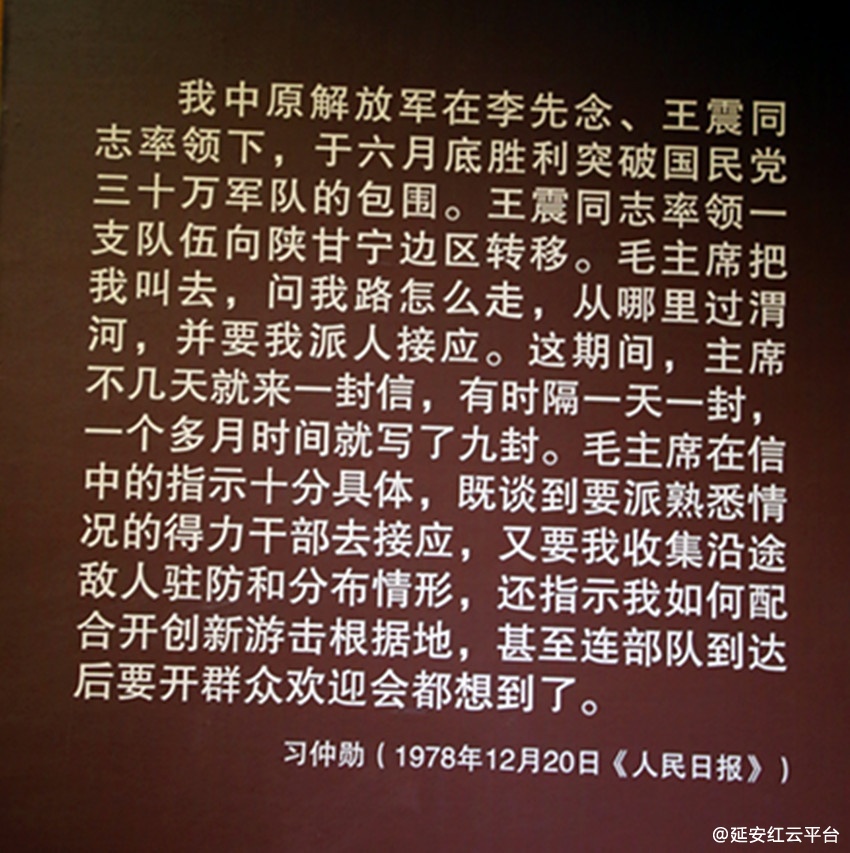 我中原解放军在李先念、王震同
志率领下，于六月底胜利突破国民党
三十万军队的包围。王震同志率领一
支队伍向陕甘宁边区转移。毛主席把
我叫去，问我路怎么走，从哪里过渭
河，并要我派人接应。这期间，主席
不几天就来一封信，有时隔一天一封，
一个多月时间就写了九封。毛主席在信
中的指示十分具体，既谈到要派熟悉情
况的得力干部去接应，又要我收集沿途
敌人驻防和分布情形，还指示我如何配
合开创新游击根据地，甚至连部队到达
后要开群众欢迎会都想到了。
习仲勋（1978年12月20日《人民日报》）
@延安红云平台